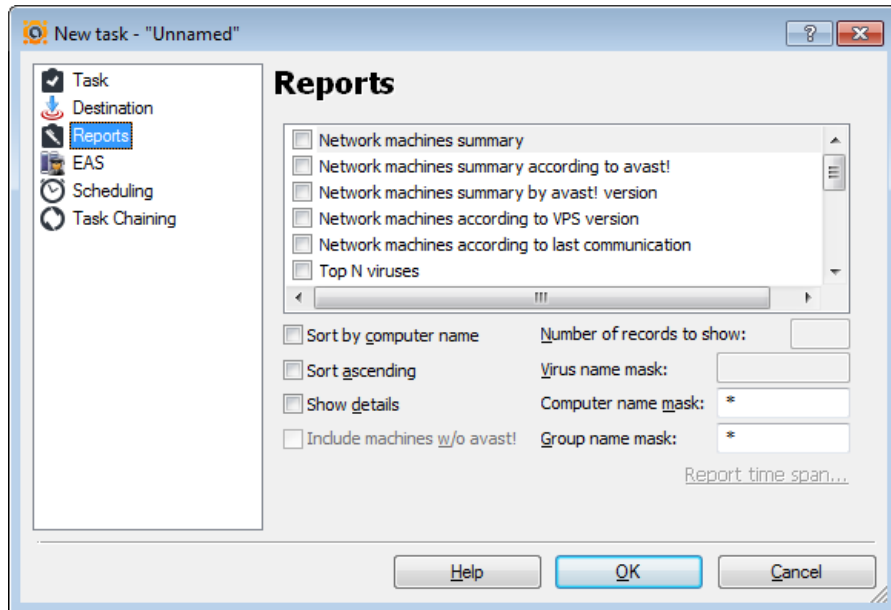 New task - "Unnamed"
Task
Destination
Reports
EAS
Scheduling
Task Chaining
Reports
Network machines summary
Network machines summary according to avast!
Network machines summary by avast! version
Network machines according to VPS version
Network machines according to last communication
Top N viruses
Sort by computer name
Number of records to show:
Sort ascending
Virus name mask:
Show details
Computer name mask: *
Include machines w/o avast!
Group name mask: *
Report time span...
Help
OK
Cancel